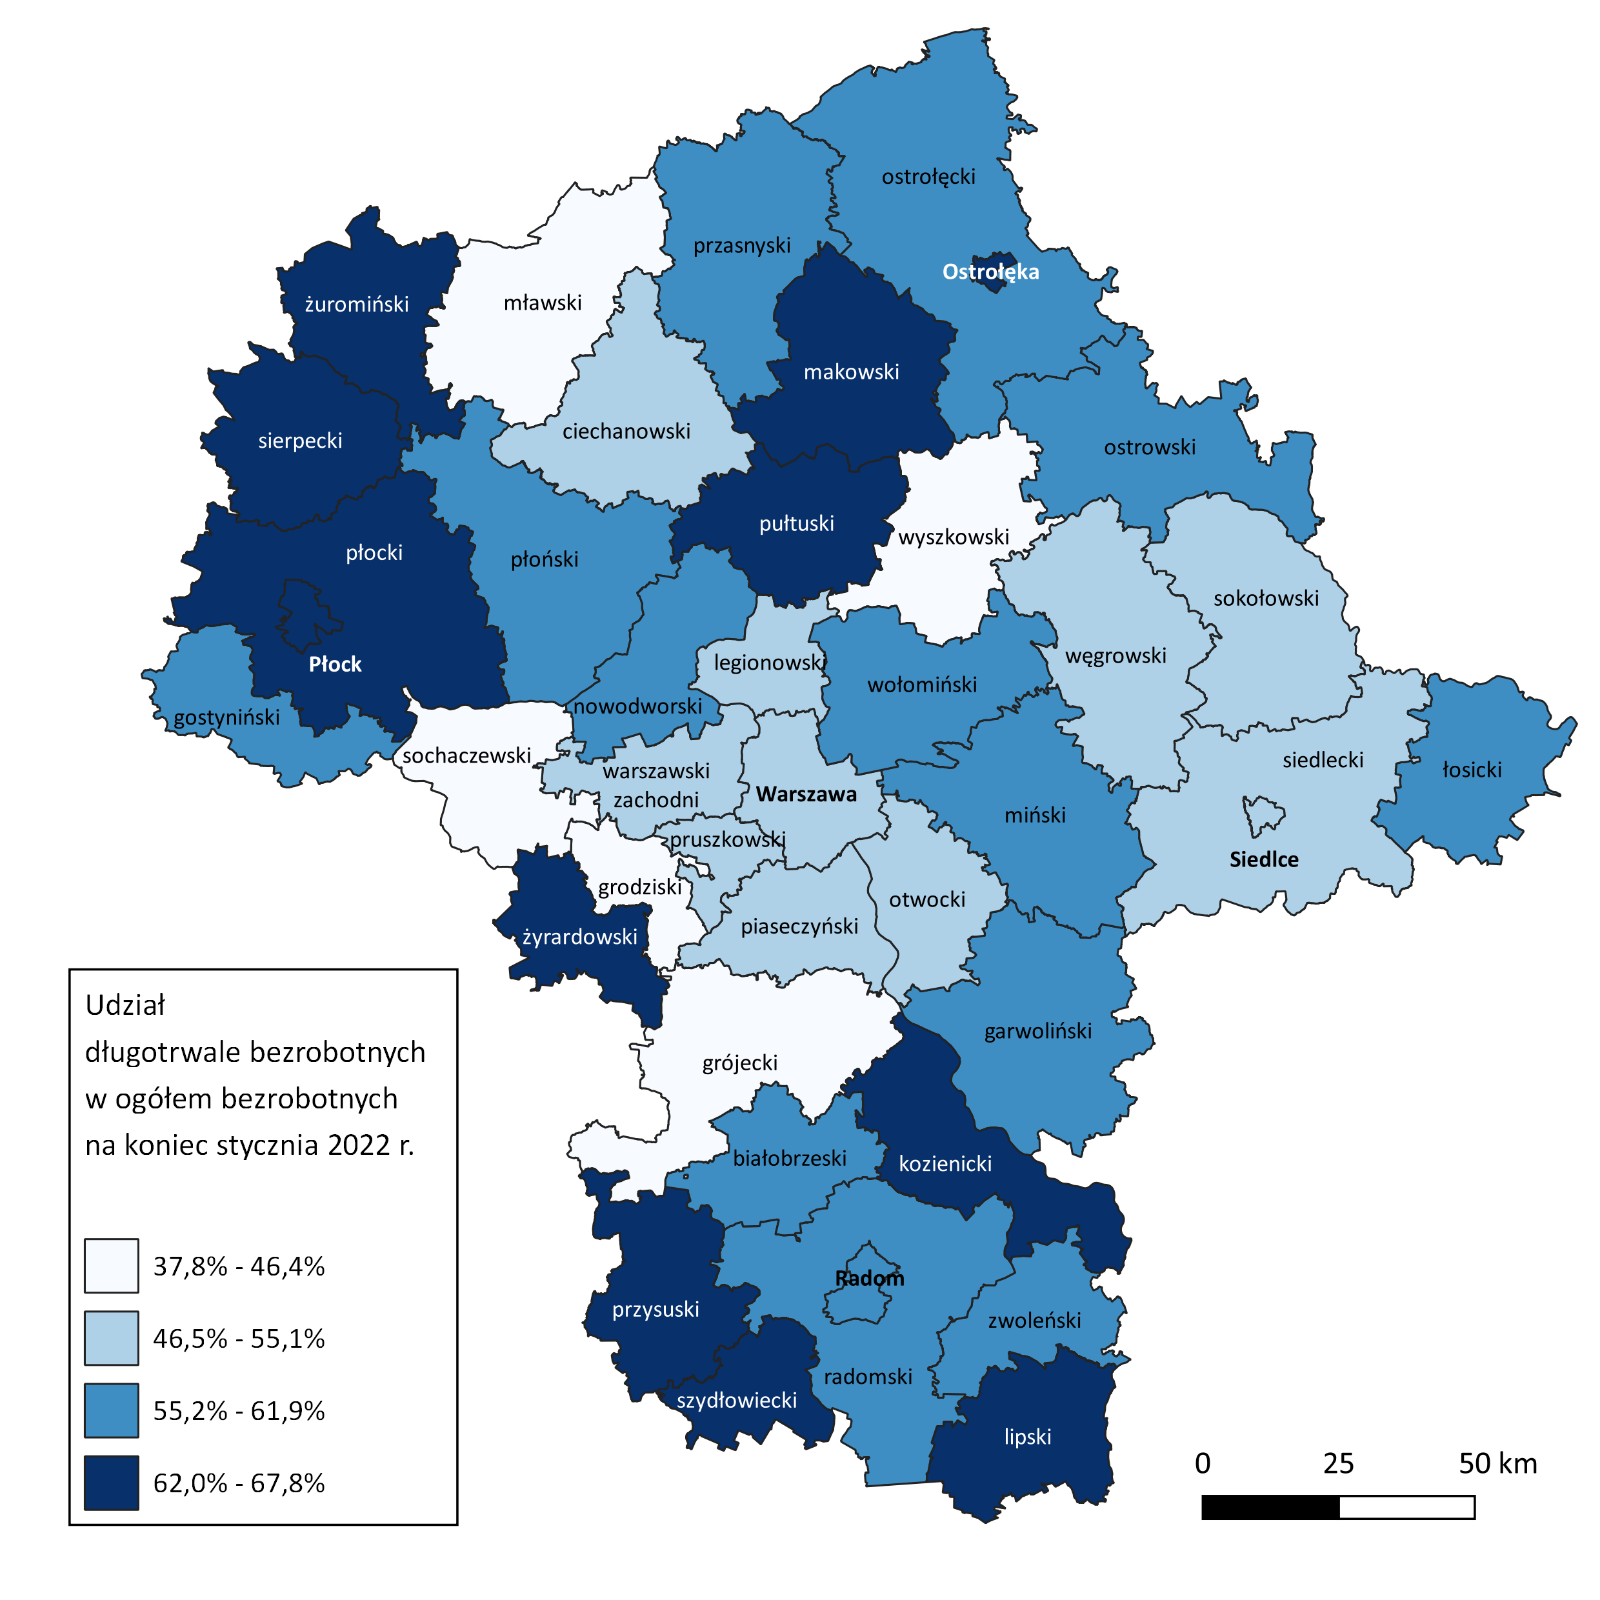 ostrołęcki
przasnyski
Ostrołęka
żuromiński
mławski
makowski
ciechanowski
sierpecki
ostrowski
pułtuski
wyszkowski
płocki
płoński
sokołowski
węgrowski
legionowski
Płock
wołomiński
nowodworski
gostyniński
sochaczewski
siedlecki
warszawski
zachodni
łosicki
Warszawa
miński
pruszkowski
Siedlce
grodziski
otwocki
piaseczyński
żyrardowski
garwoliński
grójecki
białobrzeski
kozienicki
Radom
przysuski
zwoleński
radomski
szydłowiecki
lipski
Udział
długotrwale bezrobotnych
w ogółem bezrobotnych
na koniec stycznia 2022 r.
37,8% - 46,4%
46,5% - 55,1%
55,2% - 61,9%
62,0% - 67,8%
0 25 50 km